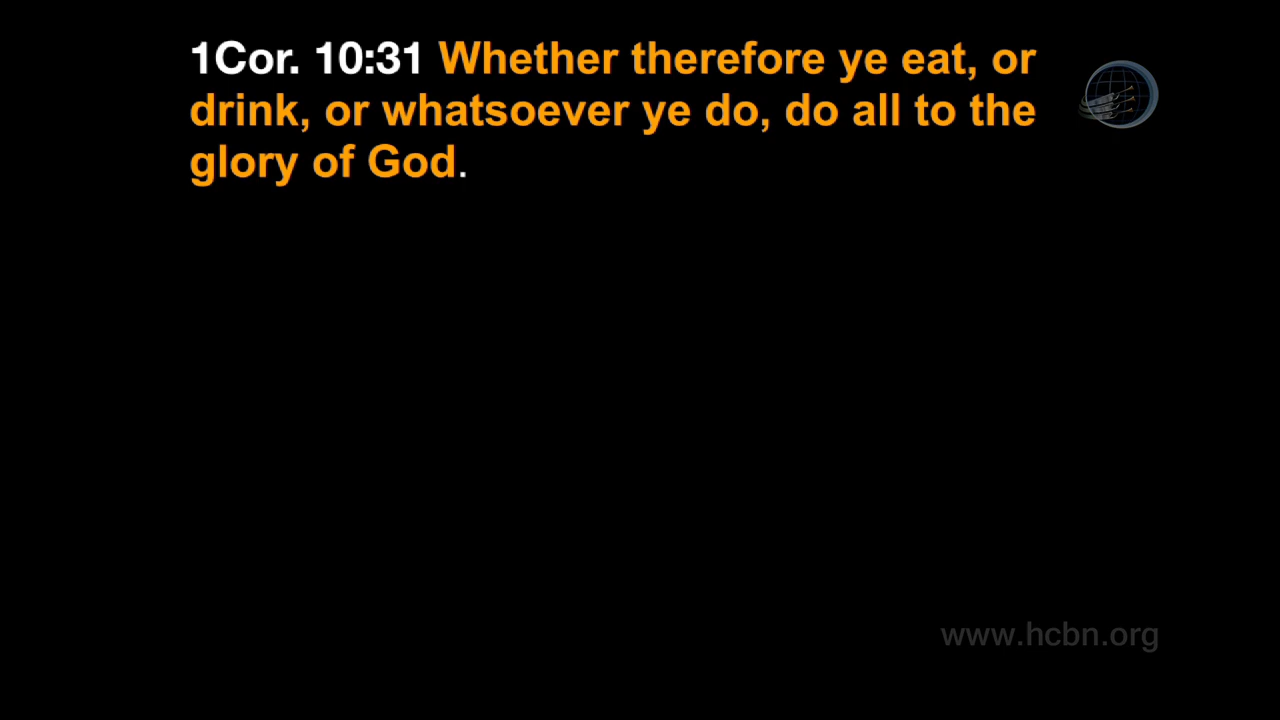 1Cor. 10:31 Whether therefore ye eat, or
drink, or whatsoever ye do, do all to the
glory of God.
www.hcbn.org